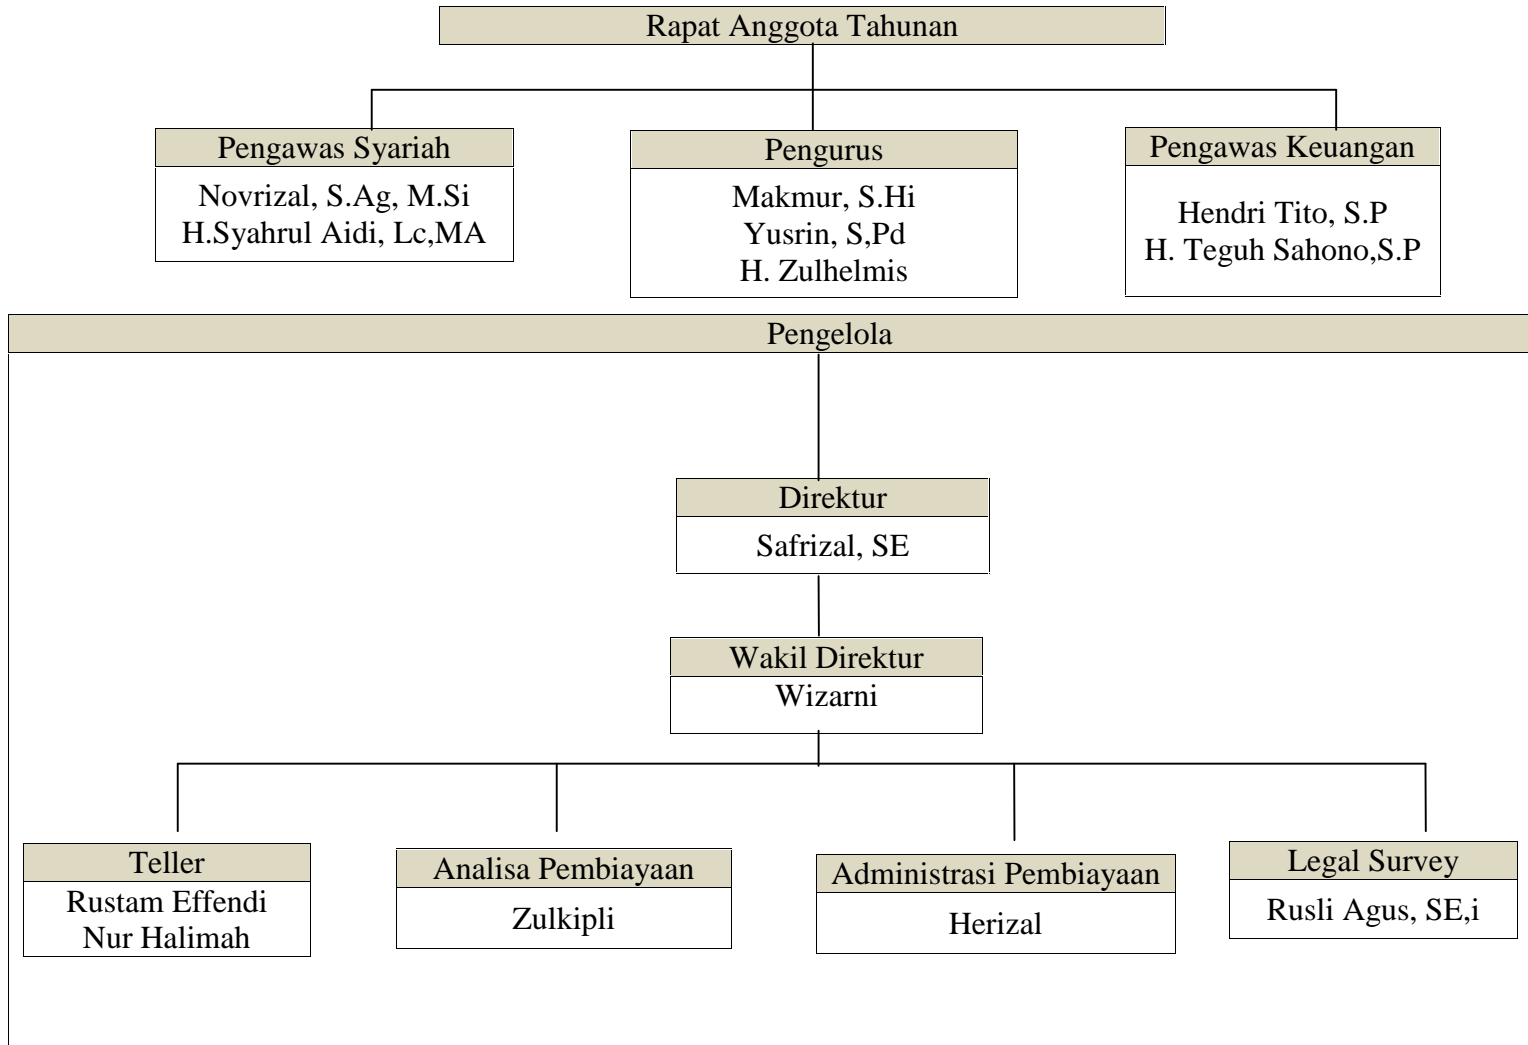 Rapat Anggota Tahunan
Pengawas Syariah
Novrizal, S.Ag, M.Si
H.Syahrul Aidi, Lc,MA
Pengurus
Makmur, S.Hi
Yusrin, S,Pd
H. Zulhelmis
Pengawas Keuangan
Hendri Tito, S.P
H. Teguh Sahono,S.P
Pengelola
Direktur
Safrizal, SE
Wakil Direktur
Wizarni
Teller
Rustam Effendi
Nur Halimah
Analisa Pembiayaan
Zulkipli
Administrasi Pembiayaan
Herizal
Legal Survey
Rusli Agus, SE,i